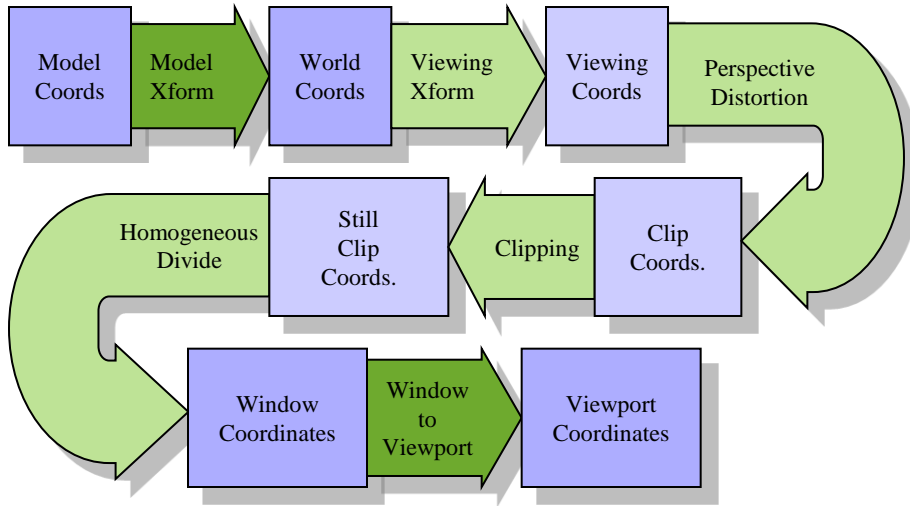 Model
Coords
Model
Xform
World
Coords
Viewing
Xform
Viewing
Coords
Perspective
Distortion
Clip
Coords.
Clipping
Still
Clip
Coords.
Homogeneous
Divide
Window
Coordinates
Window
to
Viewport
Viewport
Coordinates